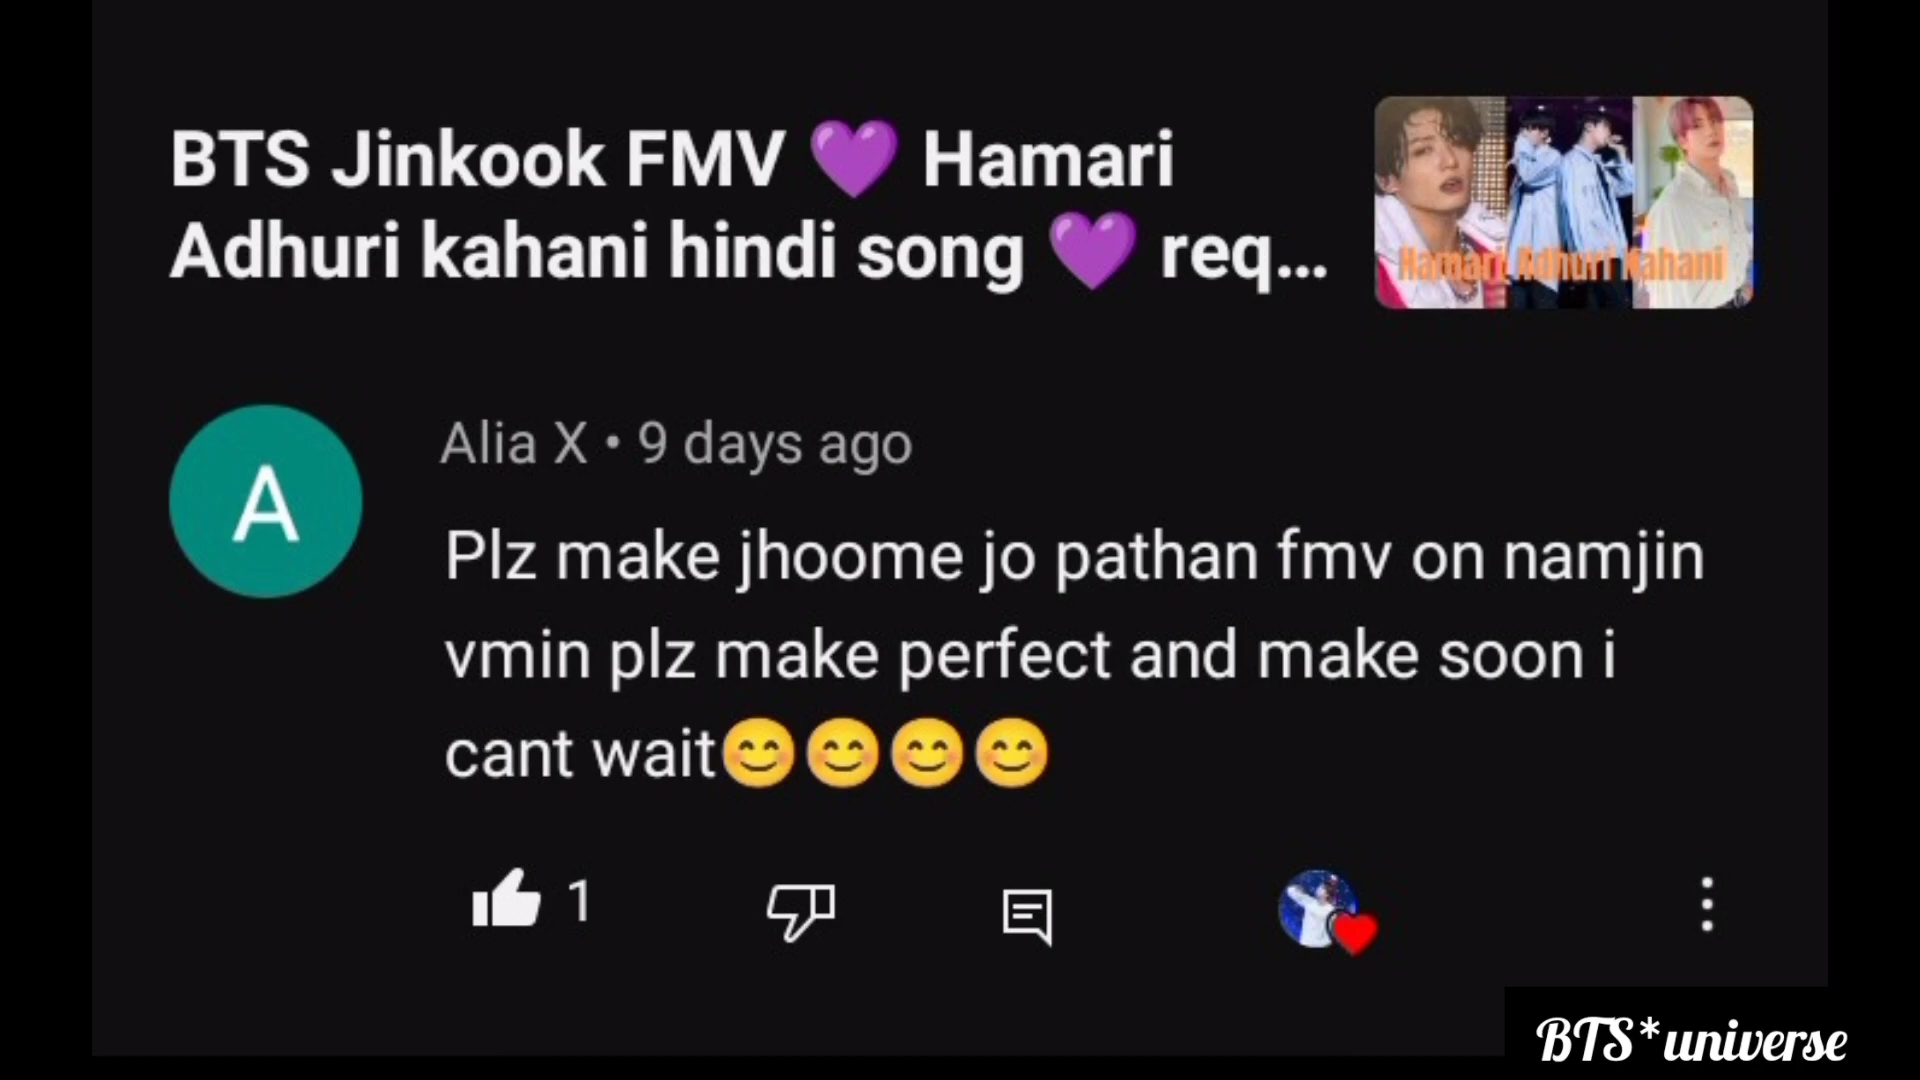 BTS Jinkook FMV 💜 Hamari
Adhuri kahani hindi song 💜 req...
Hamari Adhuri Kahani
A
Alia X • 9 days ago
Plz make jhoome jo pathan fmv on namjin
vmin plz make perfect and make soon i
cant wait😊😊😊😊
1
BTS*universe